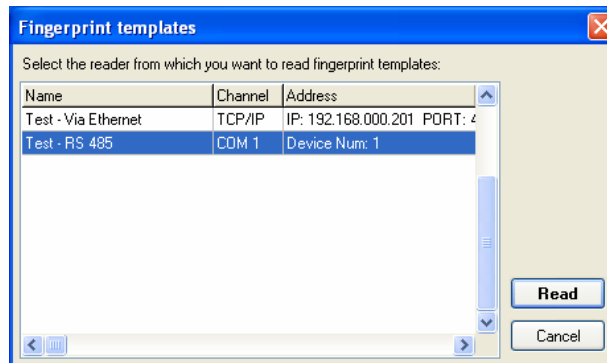 Fingerprint templates
Select the reader from which you want to read fingerprint templates:
Name Channel Address
Test - Via Ethernet TCP/IP IP: 192.168.000.201 PORT: 4
Test - RS 485 COM 1 Device Num: 1
Read
Cancel